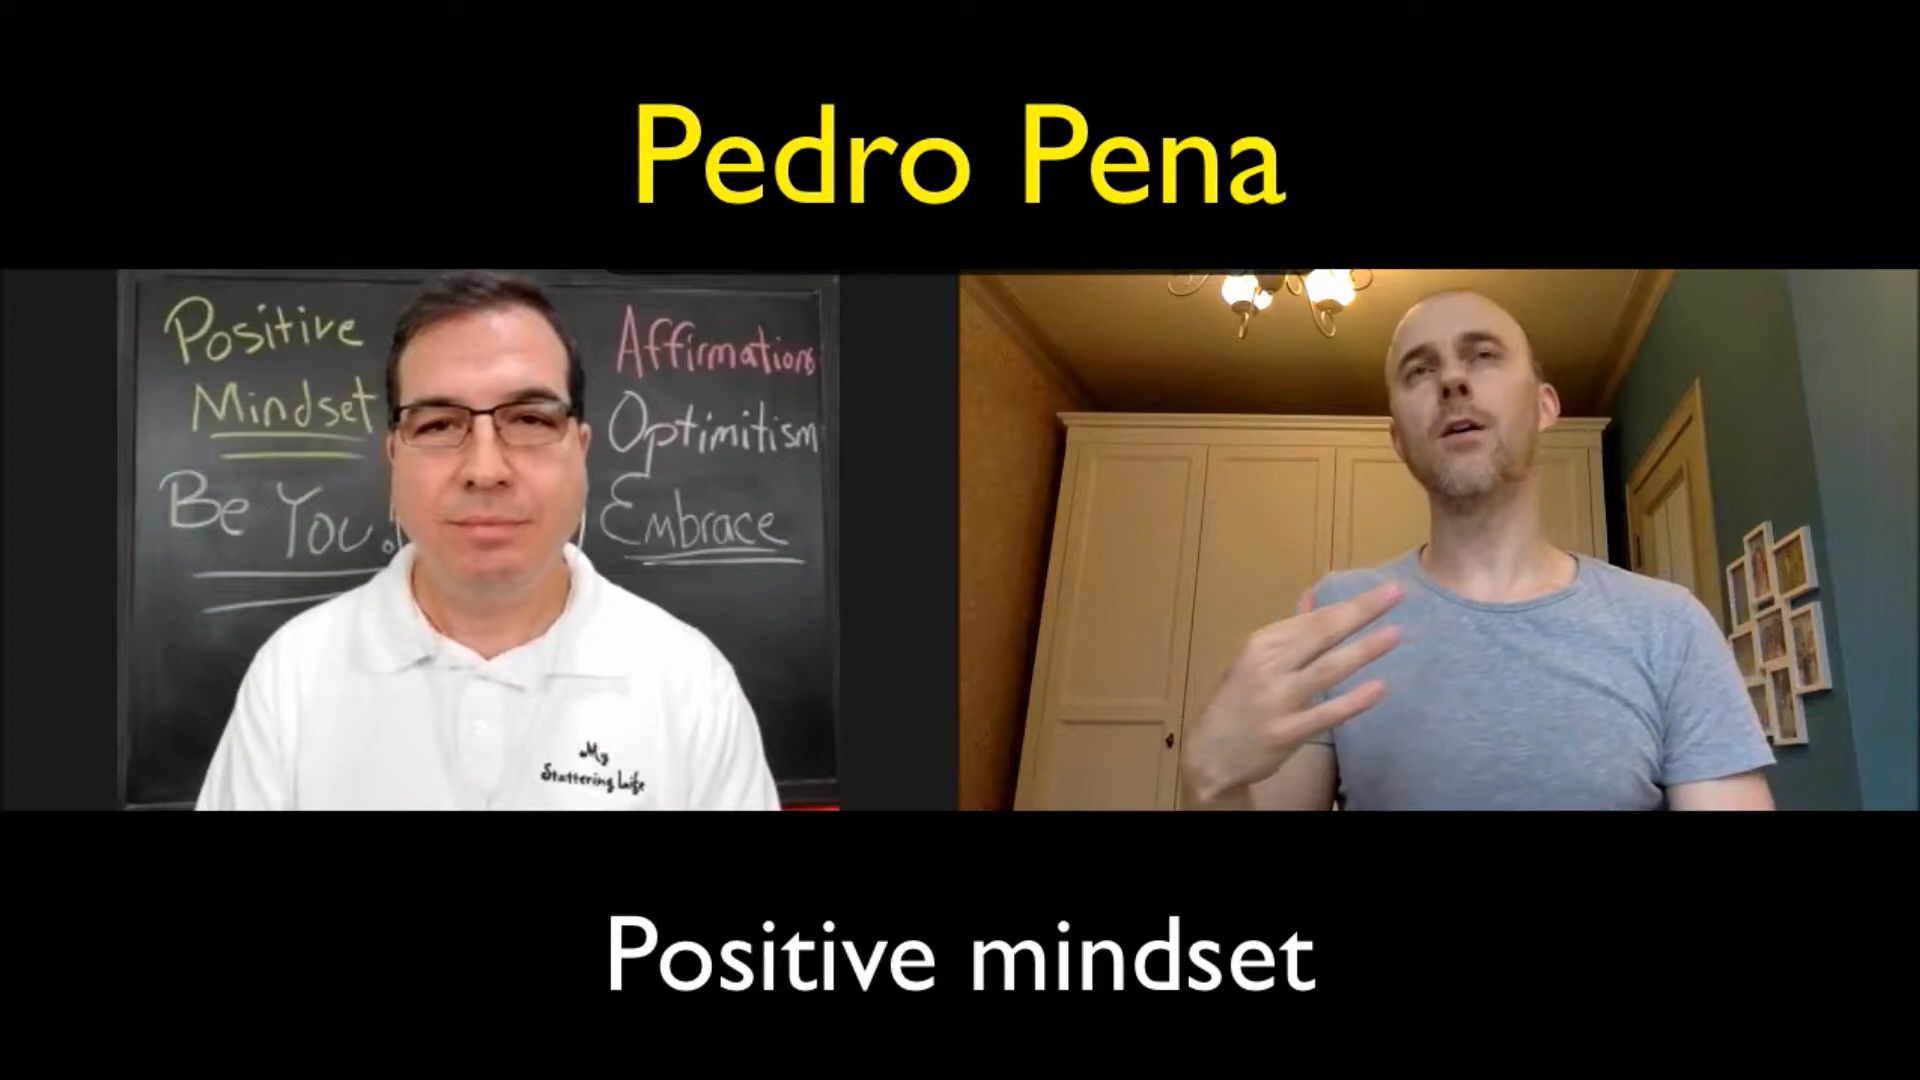 Pedro Pena
Positive
Mindset
Be You.
Affirmations
Optimitism
Embrace
My
Stuttering Life
Positive mindset